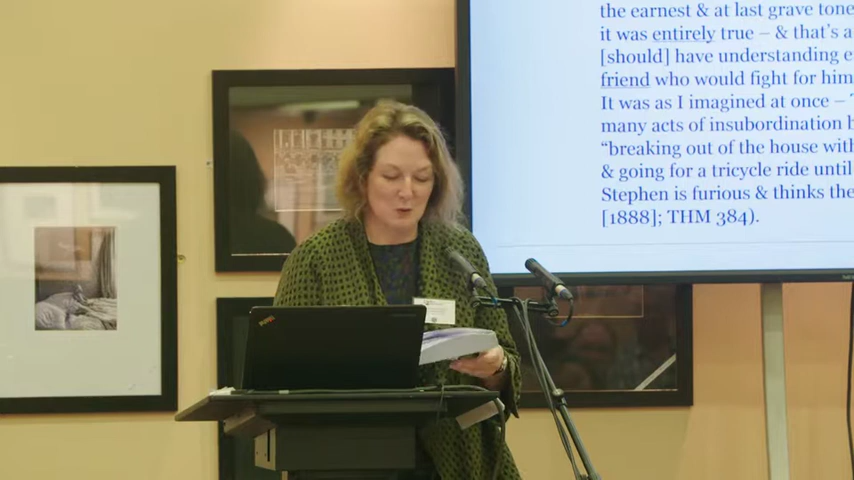 the earnest & at last grave tone
it was entirely true – & that's a
[should] have understanding e
friend who would fight for him
It was as I imagined at once –
many acts of insubordination b
"breaking out of the house with
& going for a tricycle ride until
Stephen is furious & thinks the
[1888]; THM 384).